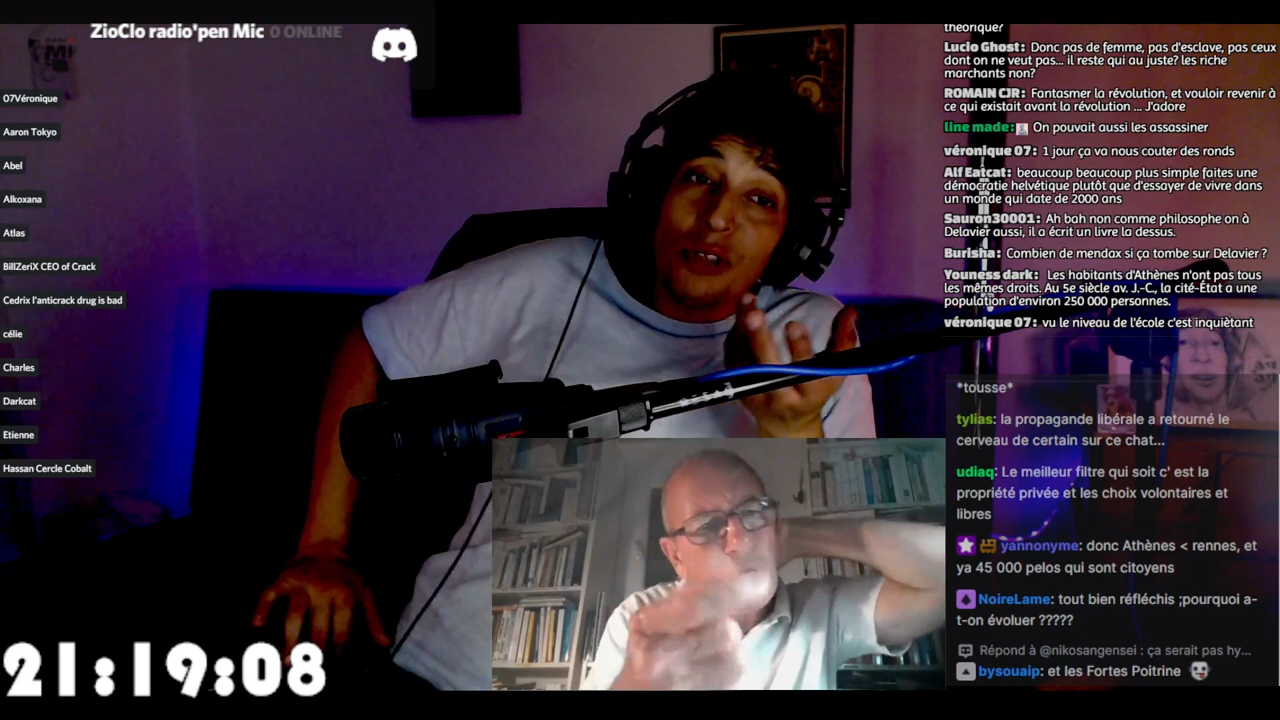 ZioClo radio'pen Mic 0 ONLINE
07Véronique
Aaron Tokyo
Abel
Alkoxana
Atlas
BillZeriX CEO of Crack
Cedrix l'anticrack drug is bad
célie
Charles
Darkcat
Etienne
Hassan Cercle Cobalt
21:19:08
théorique?
Lucio Ghost: Donc pas de femme, pas d'esclave, pas ceux
dont on ne veut pas... il reste qui au juste? les riche
marchants non?
ROMAIN CJR: Fantasmer la révolution, et vouloir revenir à
ce qui existait avant la révolution ... J'adore
line made: On pouvait aussi les assassiner
véronique 07: 1 jour ça va nous couter des ronds
Alf Eatcat: beaucoup beaucoup plus simple faites une
démocratie helvétique plutôt que d'essayer de vivre dans
un monde qui date de 2000 ans
Sauron30001: Ah bah non comme philosophe on à
Delavier aussi, il a écrit un livre la dessus.
Burisha: Combien de mendax si ça tombe sur Delavier ?
Youness dark: Les habitants d'Athènes n'ont pas tous
les mêmes droits. Au 5e siècle av. J.-C., la cité-État a une
population d'environ 250 000 personnes.
véronique 07: vu le niveau de l'école c'est inquiètant
*tousse*
tylias: la propagande libérale a retourné le
cerveau de certain sur ce chat...
udiaq: Le meilleur filtre qui soit c' est la
propriété privée et les choix volontaires et
libres
yannonyme: donc Athènes < rennes, et
ya 45 000 pelos qui sont citoyens
NoireLame: tout bien réfléchis ;pourquoi a-
t-on évoluer ?????
Répond à @nikosangensei : ça serait pas hy...
bysouaip: et les Fortes Poitrine